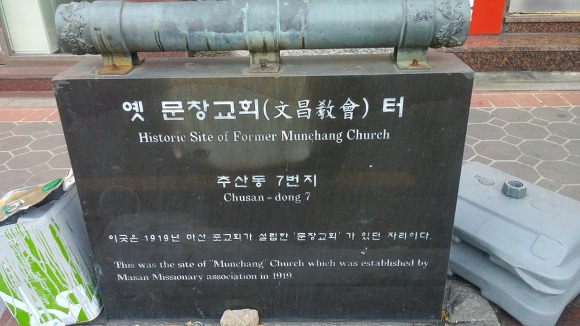 옛 문창교회(文昌敎會) 터
Historic Site of Former Munchang Church
추산동 7번지
Chusan - dong 7
이곳은 1919년 마산 포교회가 설립한 '문창교회' 가 있던 자리이다.
This was the site of "Munchang' Church which was established by
Masan Missionary association in 1919.